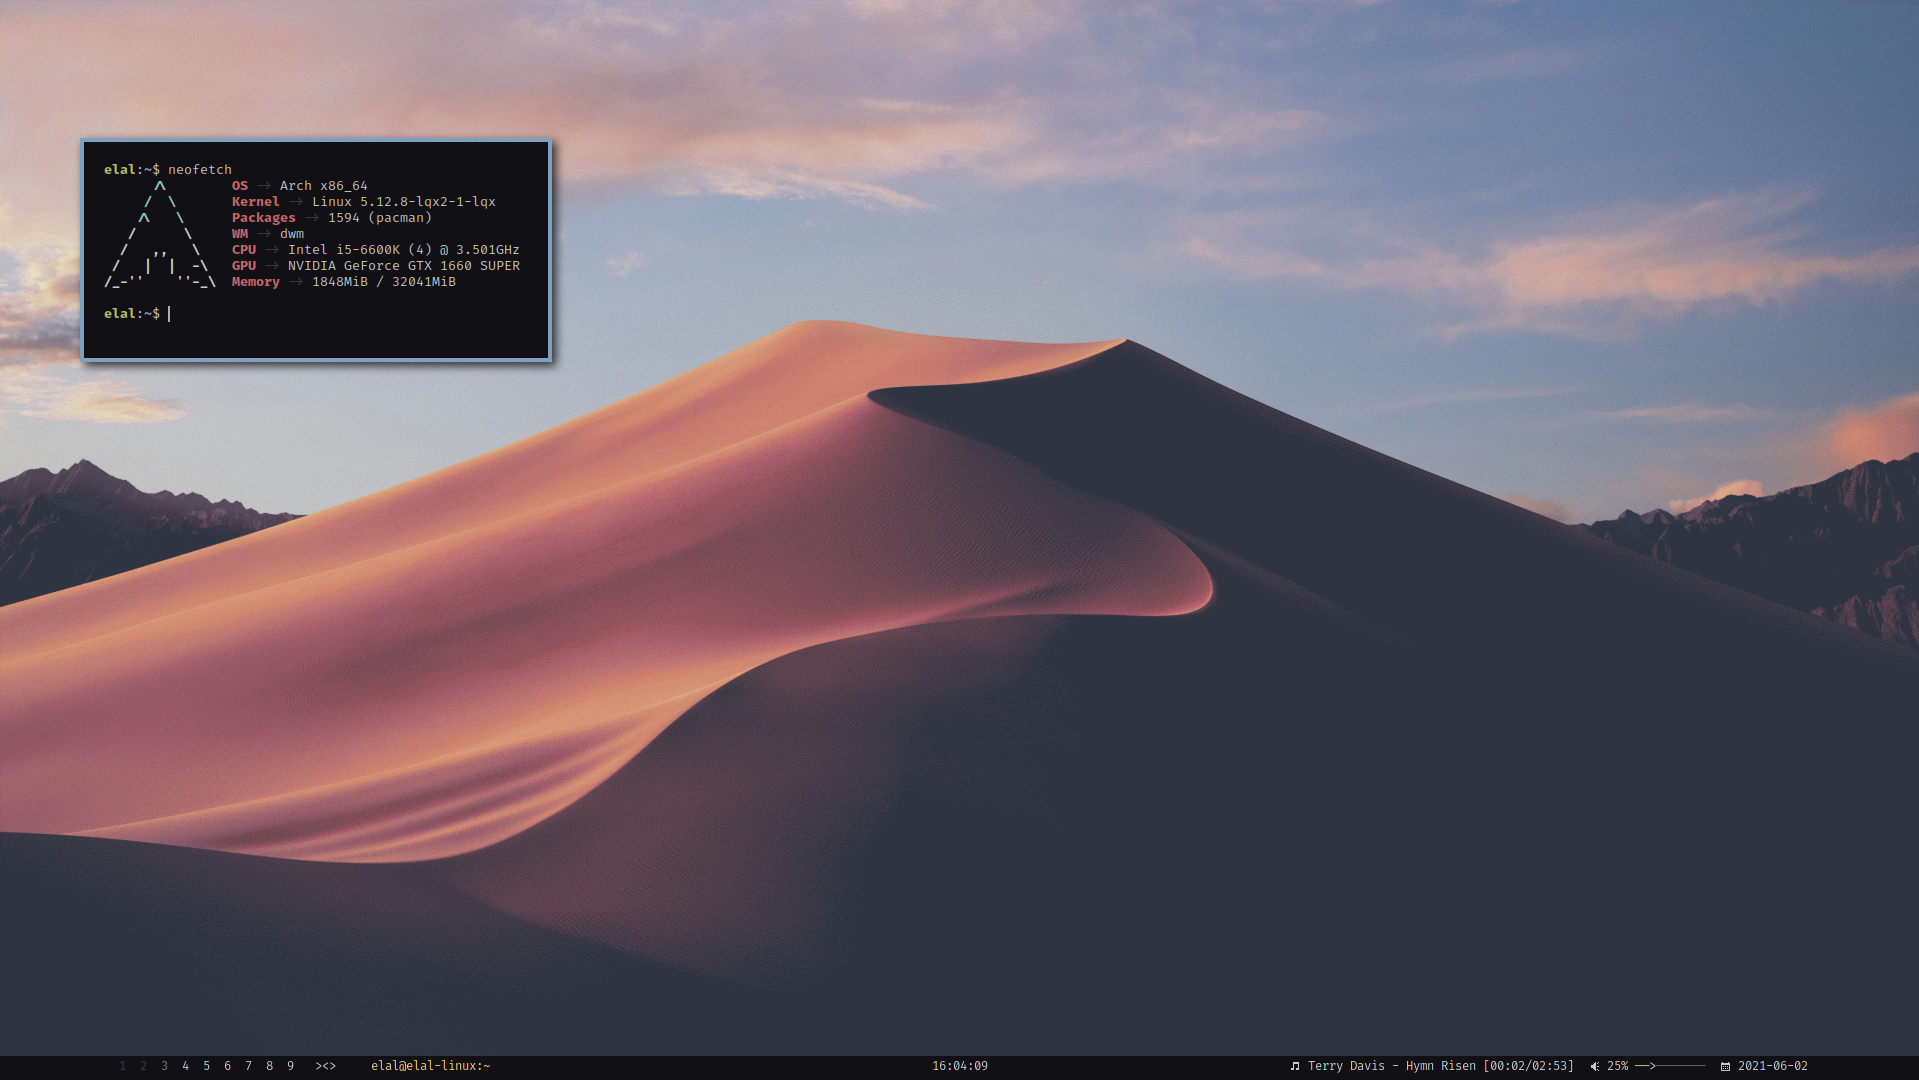 elal:~$ neofetch
OS → Arch x86_64
Kernel → Linux 5.12.8-lqx2-1-lqx
Packages → 1594 (pacman)
WM → dwm
CPU → Intel i5-6600K (4) @ 3.501GHz
GPU → NVIDIA GeForce GTX 1660 SUPER
Memory → 1848MiB / 32041MiB
elal:~$
1 2 3 4 5 6 7 8 9 ><> elal@elal-linux:~ 16:04:09 Terry Davis - Hymn Risen [00:02/02:53] 25% 2021-06-02